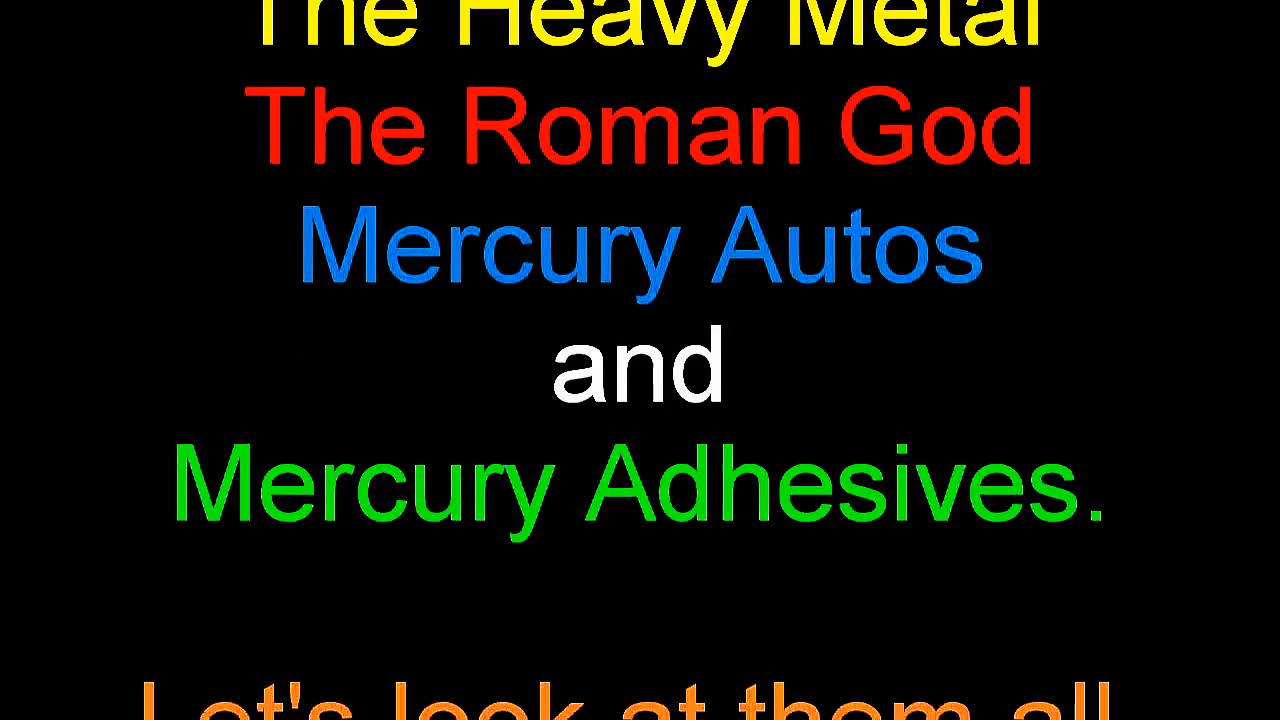 The Heavy Metal
The Roman God
Mercury Autos
and
Mercury Adhesives.
Let's look at them all